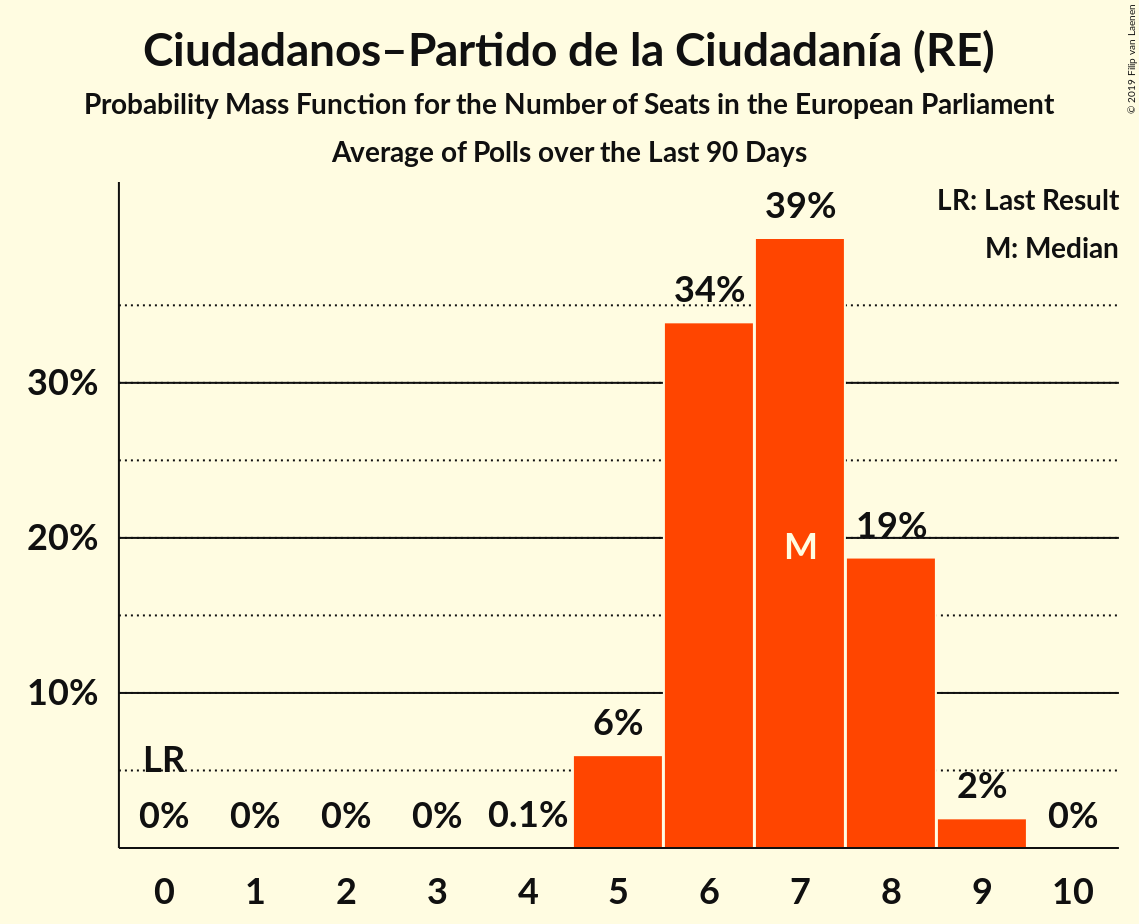 Ciudadanos–Partido de la Ciudadanía (RE)
Probability Mass Function for the Number of Seats in the European Parliament
Average of Polls over the Last 90 Days
© 2019 Filip van Laenen
LR: Last Result
M: Median
39%
34%
30%
20%
19%
M
10%
6%
LR
2%
0% 0% 0% 0% 0.1% 0%
0 1 2 3 4 5 6 7 8 9 10